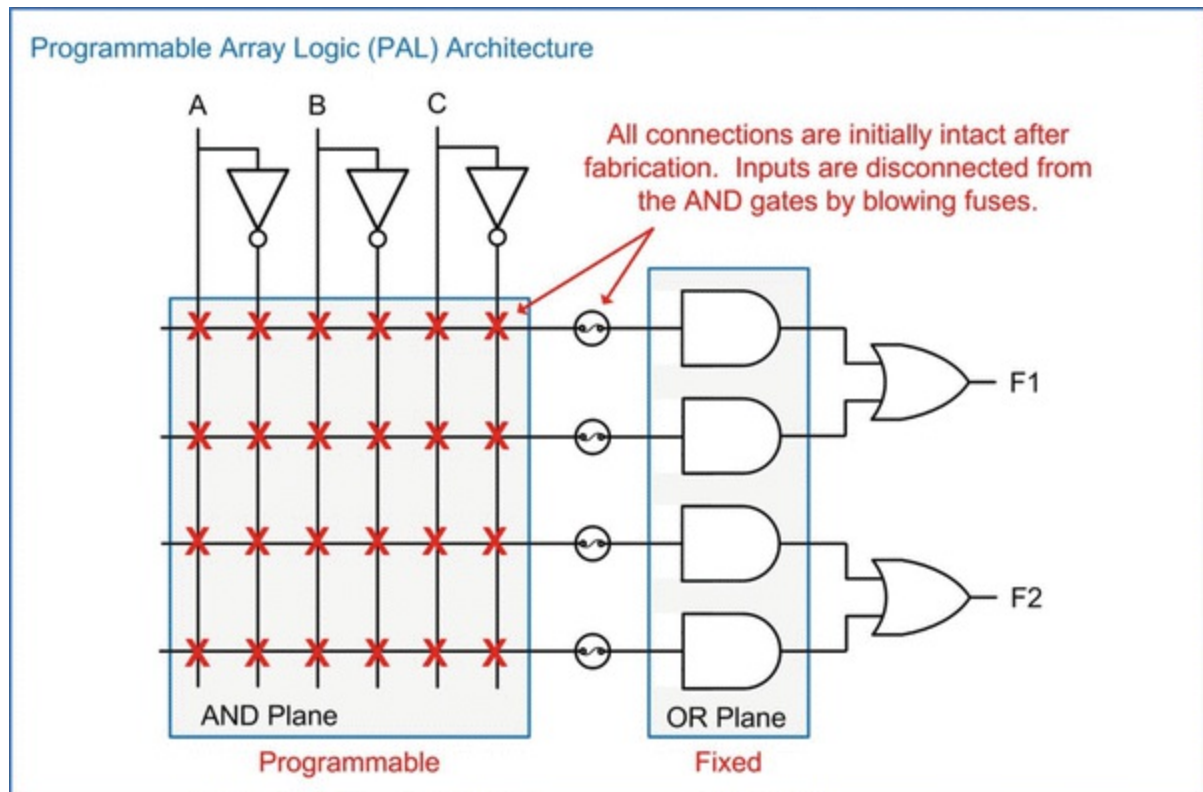 Programmable Array Logic (PAL) Architecture
A
B
C
All connections are initially intact after
fabrication. Inputs are disconnected from
the AND gates by blowing fuses.
F1
F2
AND Plane
OR Plane
Programmable
Fixed